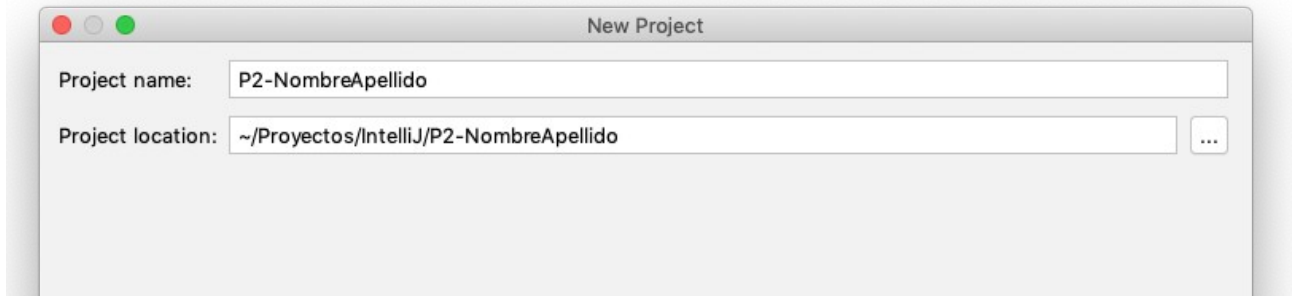 New Project
Project name: P2-NombreApellido
Project location: ~/Proyectos/IntelliJ/P2-NombreApellido ...